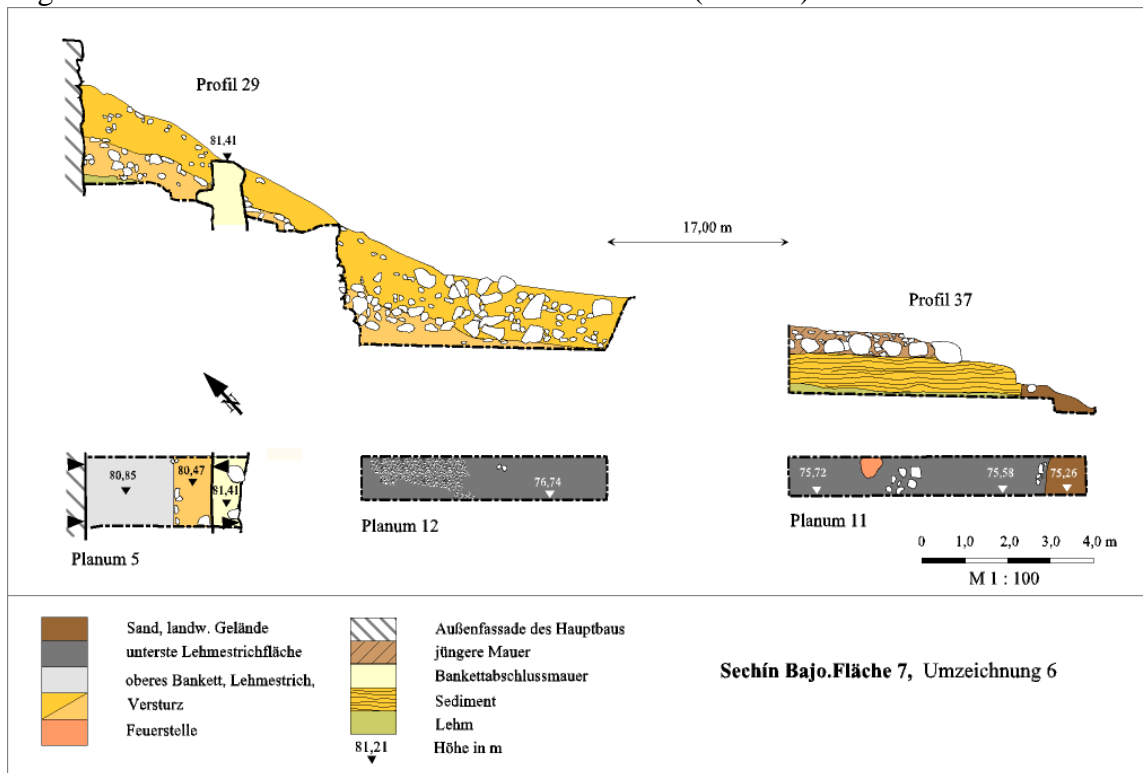 Profil 29
81,41
17,00 m
Profil 37
N
80,85
80,47
81,41
76,74
75,72
75,58
75,26
Planum 5
Planum 12
Planum 11
0 1,0 2,0 3,0 4,0 m
M 1 : 100
Sand, landw. Gelände
unterste Lehmestrichfläche
oberes Bankett, Lehmestrich,
Versturz
Feuerstelle
Außenfassade des Hauptbaus
jüngere Mauer
Bankettabschlussmauer
Sediment
Lehm
81,21
Höhe in m
Sechín Bajo.Fläche 7, Umzeichnung 6